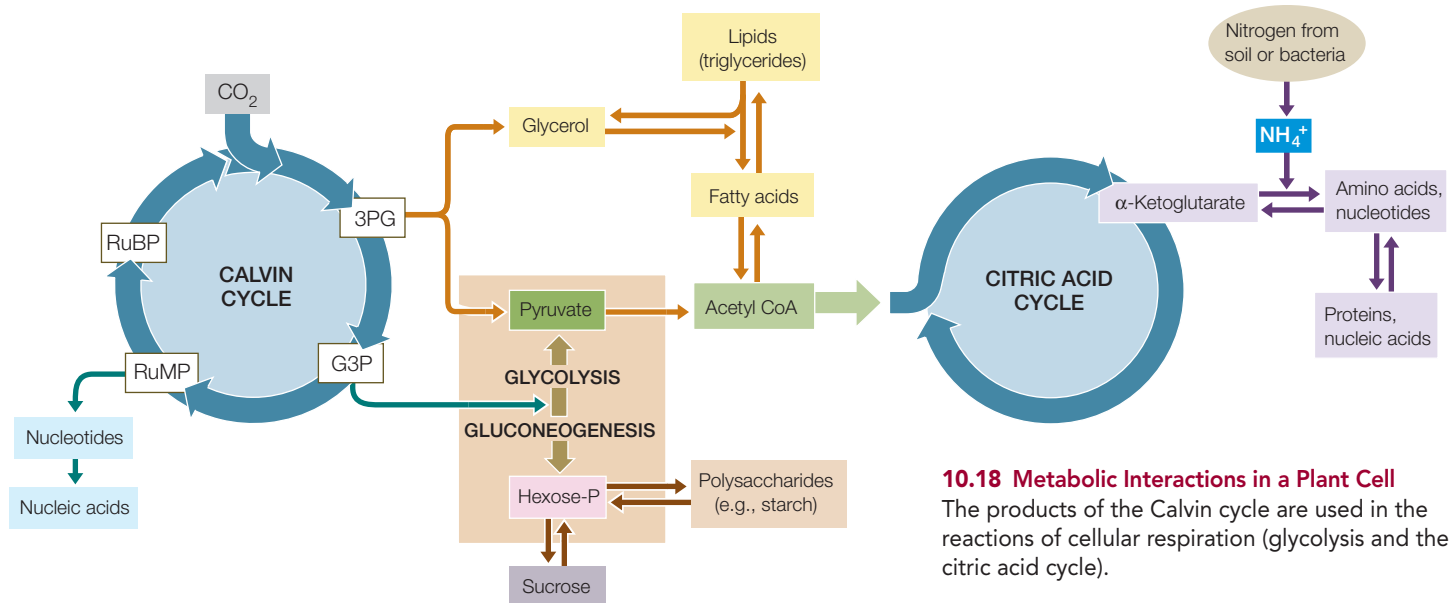 CO₂
3PG
RuBP
CALVIN
CYCLE
G3P
RuMP
Nucleotides
Nucleic acids
Lipids
(triglycerides)
Glycerol
Fatty acids
Pyruvate
Acetyl CoA
GLYCOLYSIS
GLUCONEOGENESIS
Hexose-P
Polysaccharides
(e.g., starch)
Sucrose
CITRIC ACID
CYCLE
Nitrogen from
soil or bacteria
NH₄⁺
α-Ketoglutarate
Amino acids,
nucleotides
Proteins,
nucleic acids
10.18 Metabolic Interactions in a Plant Cell
The products of the Calvin cycle are used in the
reactions of cellular respiration (glycolysis and the
citric acid cycle).